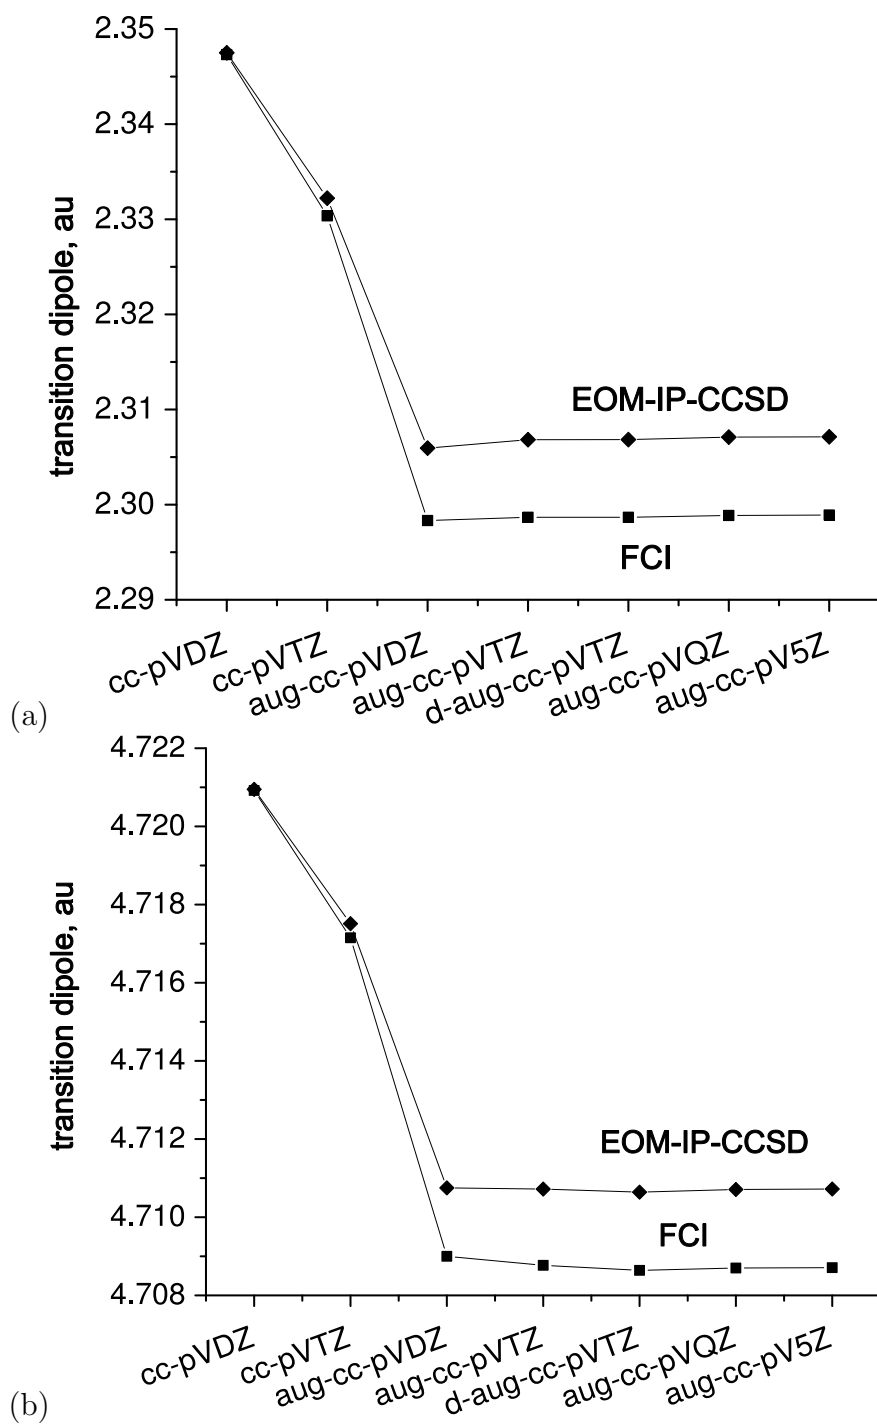 2.35
2.34
2.33
2.32
2.31
2.30
2.29
transition dipole, au
EOM-IP-CCSD
FCI
cc-pVDZ
cc-pVTZ
aug-cc-pVDZ
aug-cc-pVTZ
d-aug-cc-pVTZ
aug-cc-pVQZ
aug-cc-pV5Z
(a)
4.722
4.720
4.718
4.716
4.714
4.712
4.710
4.708
transition dipole, au
EOM-IP-CCSD
FCI
cc-pVDZ
cc-pVTZ
aug-cc-pVDZ
aug-cc-pVTZ
d-aug-cc-pVTZ
aug-cc-pVQZ
aug-cc-pV5Z
(b)